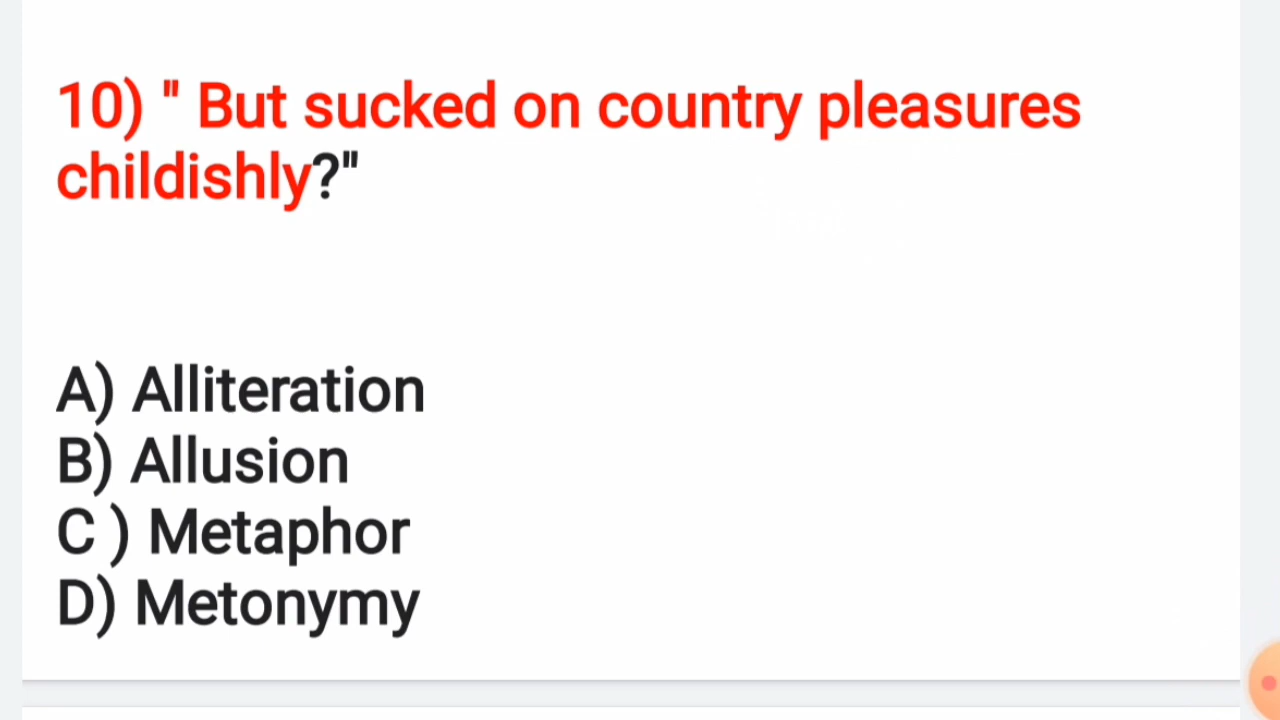 10) " But sucked on country pleasures
childishly?"
A) Alliteration
B) Allusion
C ) Metaphor
D) Metonymy